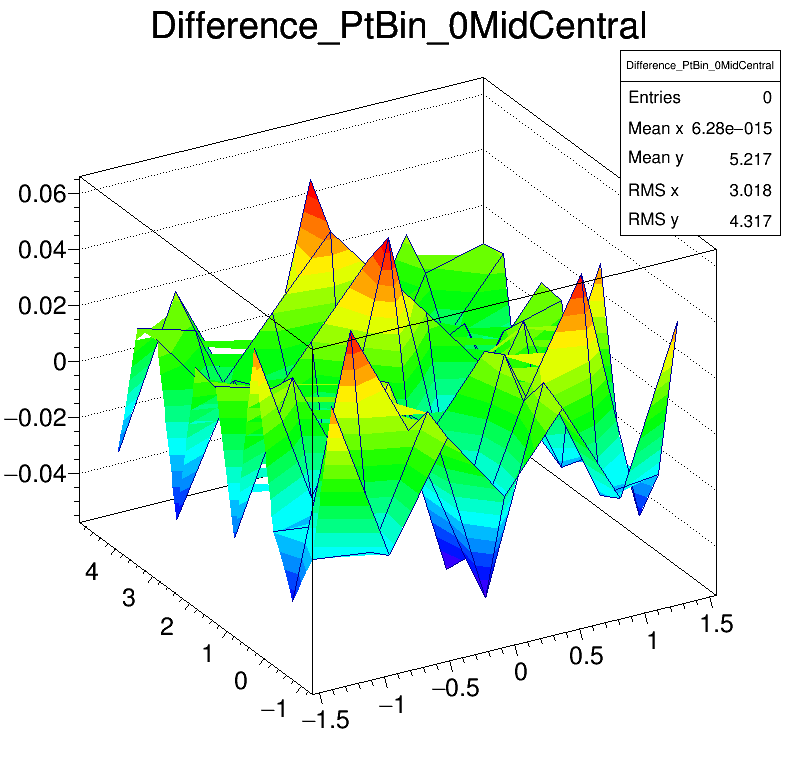 Difference_PtBin_0MidCentral
Difference_PtBin_0MidCentral
Entries 0
Mean x 6.28e−015
Mean y 5.217
RMS x 3.018
RMS y 4.317
0.06
0.04
0.02
0
−0.02
−0.04
4
3
2
1
0
−1
−1.5
−1
−0.5
0
0.5
1
1.5